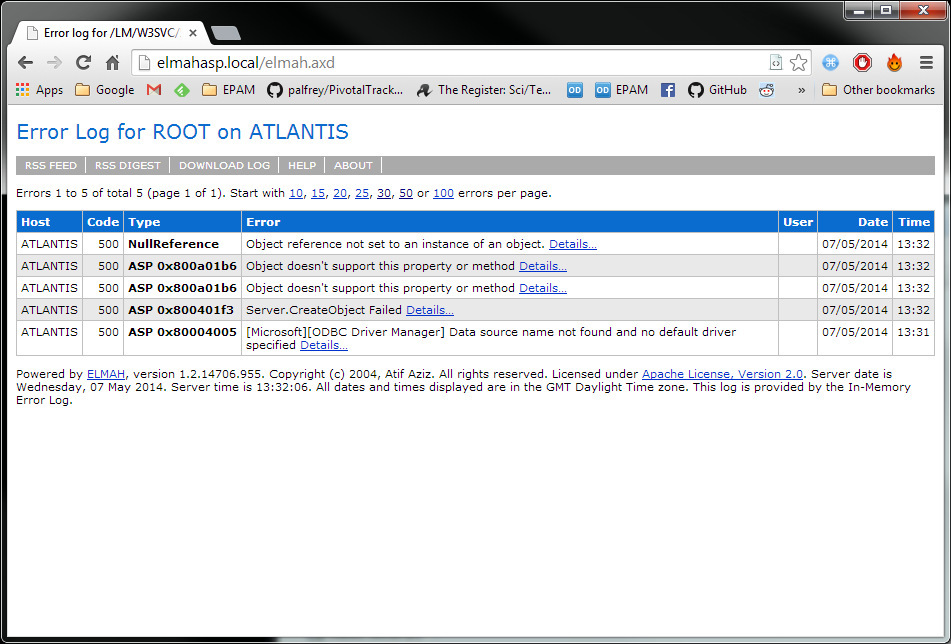 Error log for /LM/W3SVC/
elmahasp.local/elmah.axd
Apps Google EPAM palfrey/PivotalTrack... The Register: Sci/Te... OD OD EPAM GitHub » Other bookmarks
Error Log for ROOT on ATLANTIS
RSS FEED RSS DIGEST DOWNLOAD LOG HELP ABOUT
Errors 1 to 5 of total 5 (page 1 of 1). Start with 10, 15, 20, 25, 30, 50 or 100 errors per page.
Host Code Type Error User Date Time
ATLANTIS 500 NullReference Object reference not set to an instance of an object. Details... 07/05/2014 13:32
ATLANTIS 500 ASP 0x800a01b6 Object doesn't support this property or method Details... 07/05/2014 13:32
ATLANTIS 500 ASP 0x800a01b6 Object doesn't support this property or method Details... 07/05/2014 13:32
ATLANTIS 500 ASP 0x800401f3 Server.CreateObject Failed Details... 07/05/2014 13:32
ATLANTIS 500 ASP 0x80004005 [Microsoft][ODBC Driver Manager] Data source name not found and no default driver 07/05/2014 13:31
specified Details...
Powered by ELMAH, version 1.2.14706.955. Copyright (c) 2004, Atif Aziz. All rights reserved. Licensed under Apache License, Version 2.0. Server date is
Wednesday, 07 May 2014. Server time is 13:32:06. All dates and times displayed are in the GMT Daylight Time zone. This log is provided by the In-Memory
Error Log.